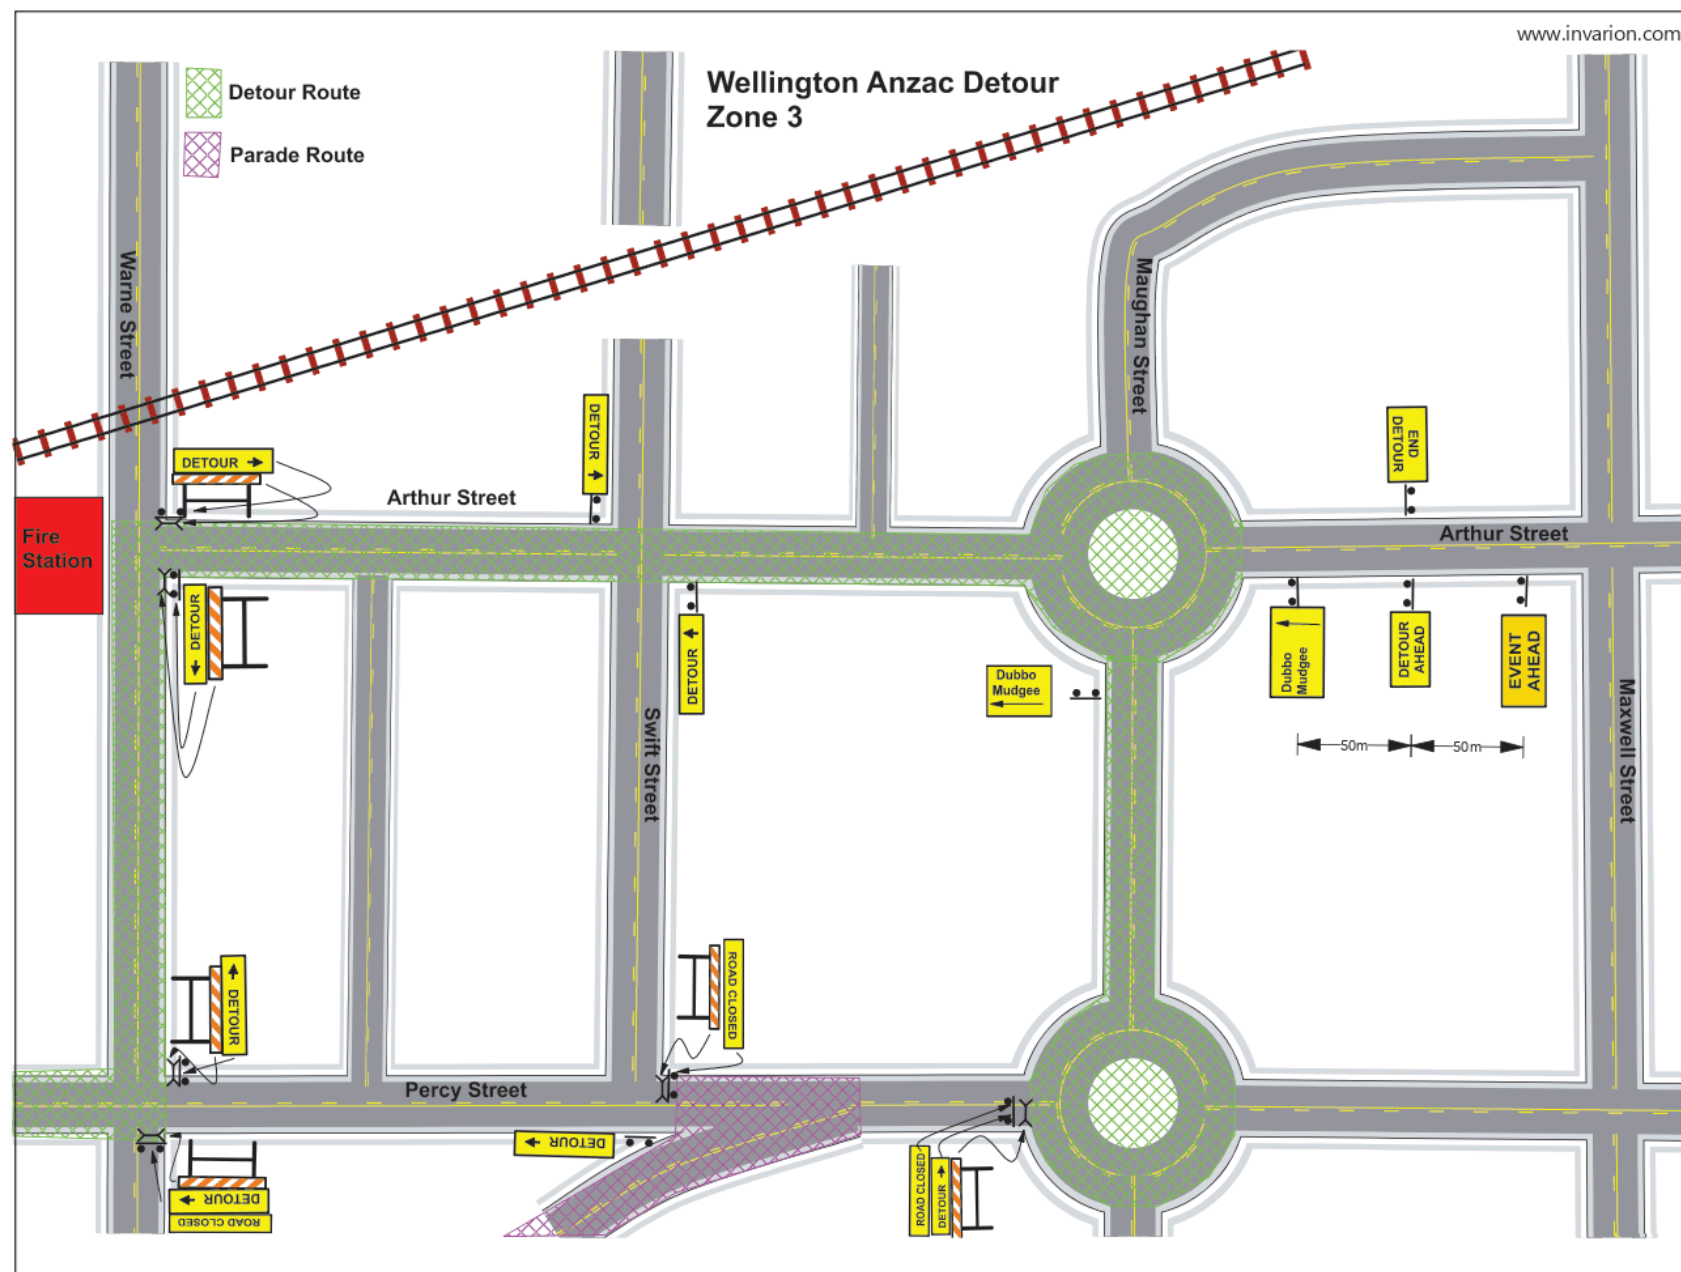 www.invarion.com
Wellington Anzac Detour
Zone 3
Detour Route
Parade Route
Warne Street
Maughan Street
DETOUR
END
DETOUR
DETOUR
Arthur Street
Arthur Street
Fire
Station
DETOUR
DETOUR
Dubbo
Mudgee
Dubbo
Mudgee
DETOUR
AHEAD
EVENT
AHEAD
Swift Street
Maxwell Street
50m
50m
DETOUR
ROAD CLOSED
Percy Street
DETOUR
DETOUR
ROAD CLOSED
ROAD CLOSED
DETOUR